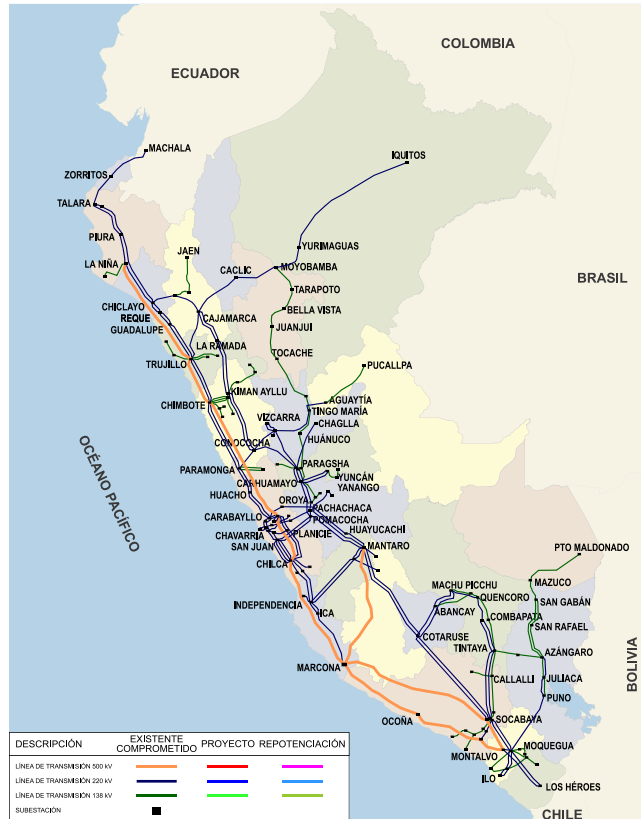 COLOMBIA
ECUADOR
MACHALA
IQUITOS
ZORRITOS
TALARA
PIURA
JAEN
YURIMAGUAS
LA NIÑA
CACLIC
MOYOBAMBA
BRASIL
TARAPOTO
CHICLAYO
CAJAMARCA
BELLA VISTA
REQUE
GUADALUPE
JUANJUI
LA RAMADA
TRUJILLO
TOCACHE
PUCALLPA
KIMAN AYLLU
CHIMBOTE
AGUAYTÍA
TINGO MARÍA
VIZCARRA
CHAGLLA
HUÁNUCO
CONOCOCHA
OCÉANO PACÍFICO
PARAMONGA
PARAGSHA
CARHUAMAYO
YUNCÁN
YANANGO
HUACHO
OROYA
PACHACHACA
CARABAYLLO
POMACOCHA
HUAYUCACHÍ
CHAVARRIA
PLANICIE
SAN JUAN
MANTARO
PTO MALDONADO
CHILCA
MACHU PICCHU
MAZUCO
QUENCORO
INDEPENDENCIA
ICA
ABANCAY
COMBAPATA
SAN GABÁN
SAN RAFAEL
COTARUSE
TINTAYA
AZÁNGARO
MARCONA
CALLALLI
JULIACA
BOLIVIA
PUNO
OCOÑA
SOCABAYA
MOQUEGUA
MONTALVO
ILO
LOS HÉROES
CHILE
DESCRIPCIÓN EXISTENTE COMPROMETIDO PROYECTO REPOTENCIACIÓN
LÍNEA DE TRANSMISIÓN 500 kV
LÍNEA DE TRANSMISIÓN 220 kV
LÍNEA DE TRANSMISIÓN 138 kV
SUBESTACIÓN